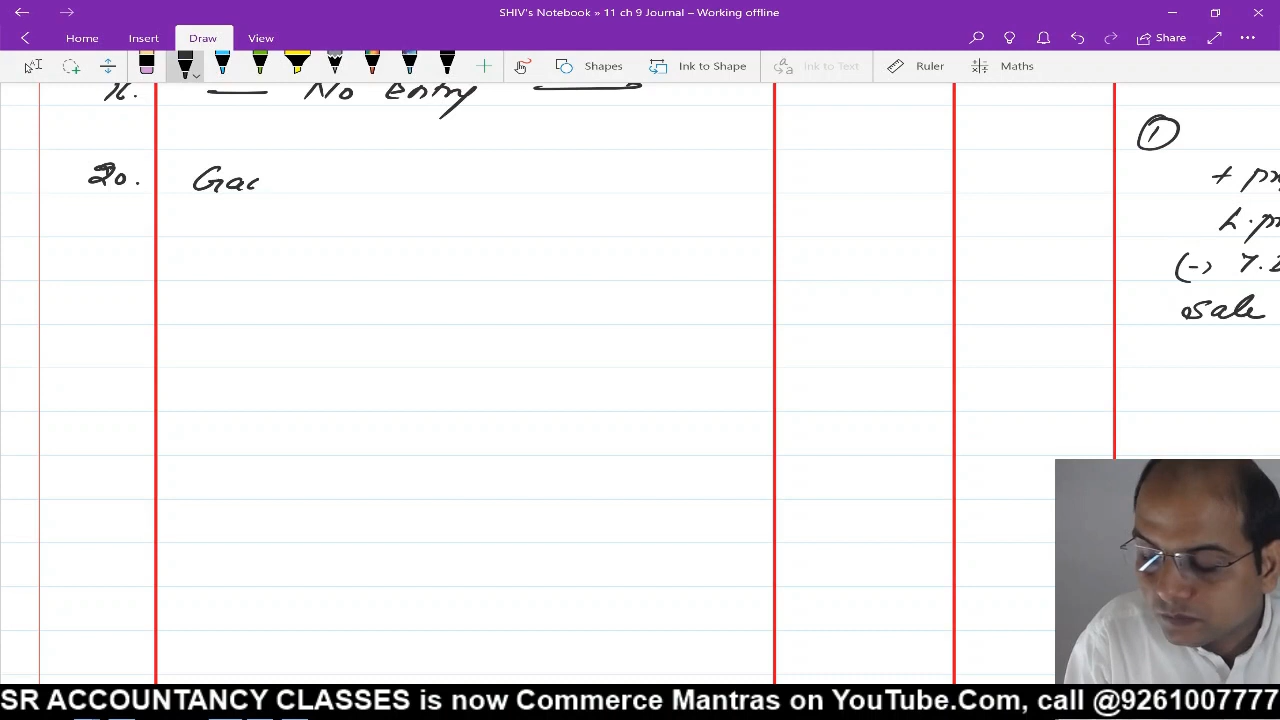 SHIV's Notebook » 11 ch 9 Journal – Working offline
Home Insert Draw View
Share
Shapes Ink to Shape Ink to Text Ruler Maths
No Entry
20. Gac
①
+ pr
(-) T.
Sale
SR ACCOUNTANCY CLASSES is now Commerce Mantras on YouTube.Com, call @9261007777